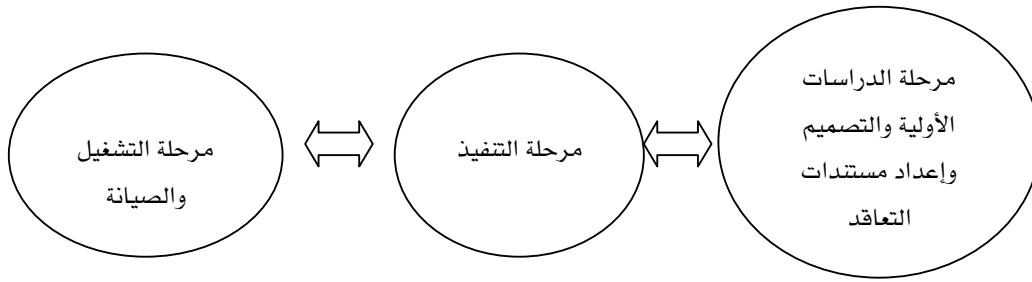 مرحلة الدراسات
الأولية والتصميم
وإعداد مستندات
التعاقد
مرحلة التنفيذ
مرحلة التشغيل
والصيانة